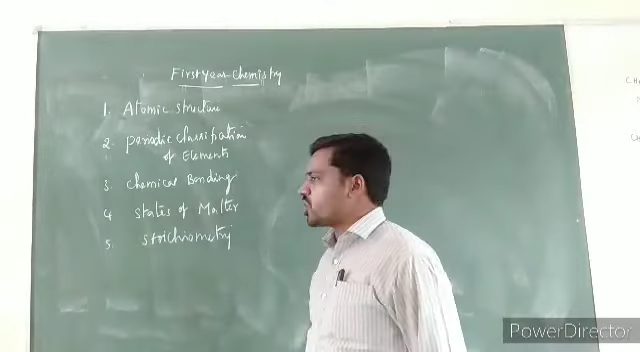 First year chemistry
1. Atomic structure
2. periodic classification
of Elements
3. chemical Bonding
4 states of Matter
5. stoichiometry
PowerDirector